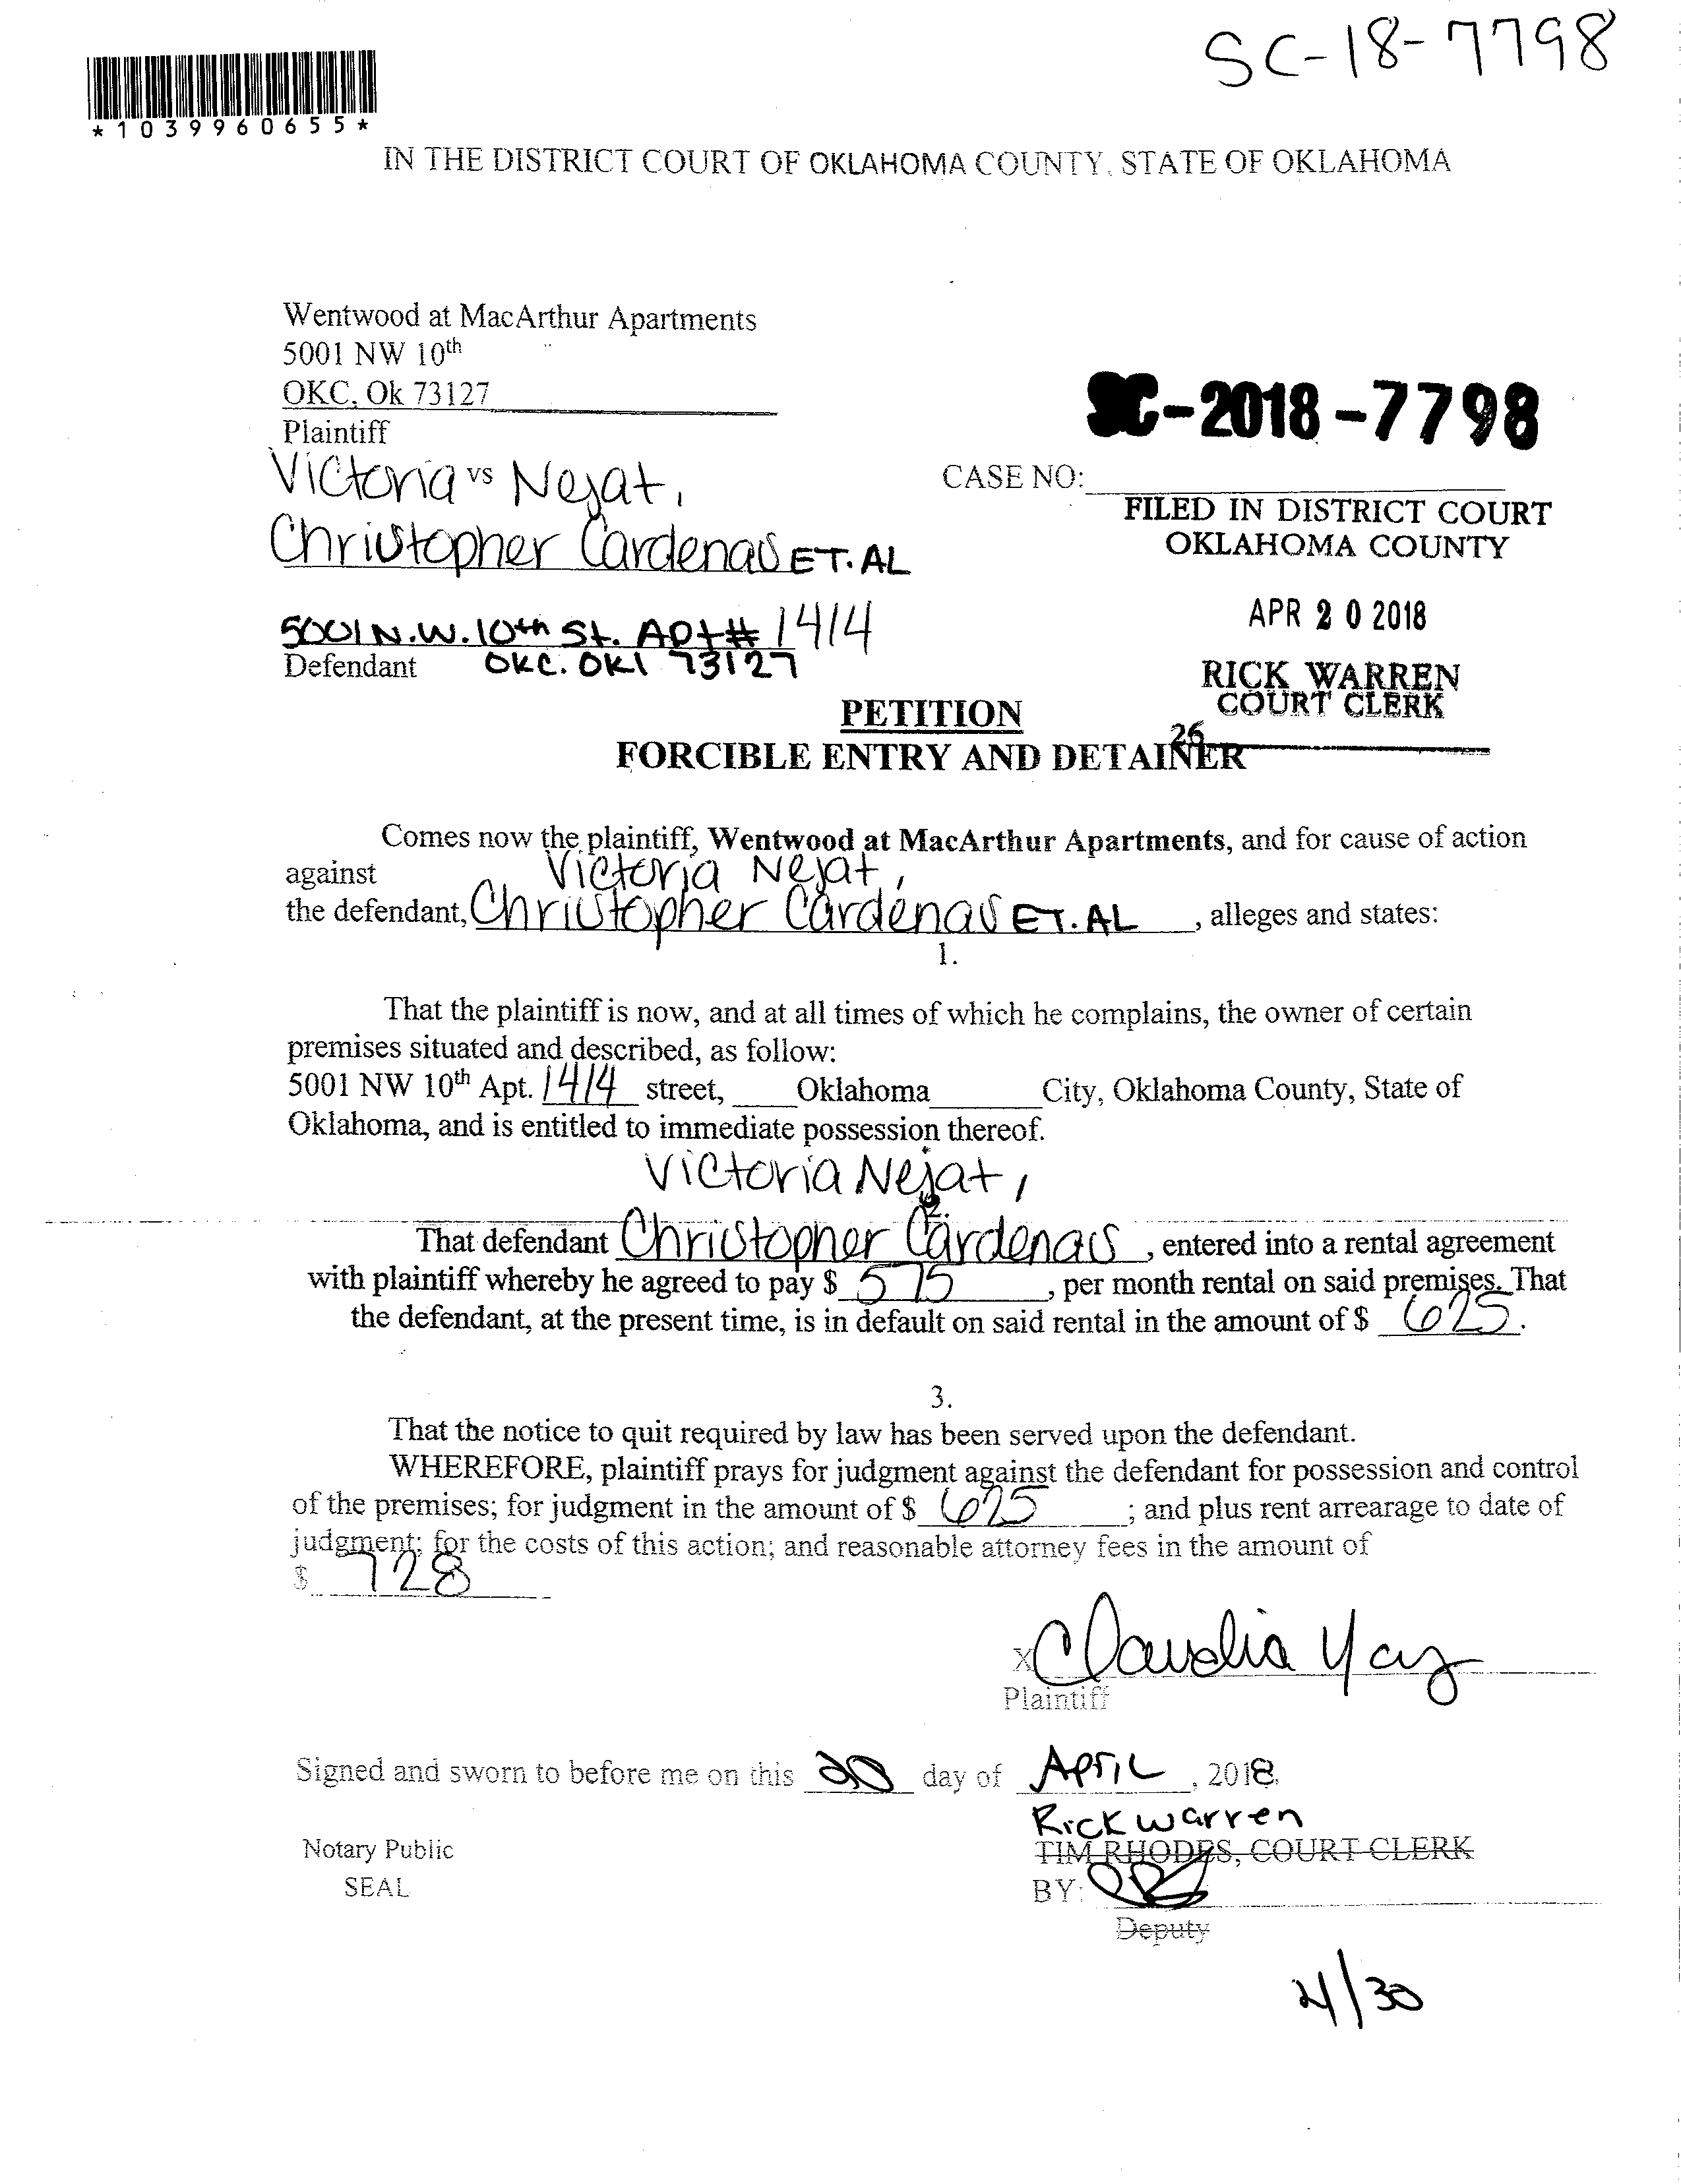 SC-18-7798
*1039960655*
IN THE DISTRICT COURT OF OKLAHOMA COUNTY, STATE OF OKLAHOMA
Wentwood at MacArthur Apartments
5001 NW 10th
OKC, Ok 73127
Plaintiff
SC-2018-7798
Victoria vs Nejat,
CASE NO:
Christopher Cardenas ET. AL
FILED IN DISTRICT COURT
OKLAHOMA COUNTY
5001 N.W. 10th St. Apt# 1414
APR 20 2018
Defendant OKC. OKl 73127
RICK WARREN
COURT CLERK
PETITION
26
FORCIBLE ENTRY AND DETAINER
Comes now the plaintiff, Wentwood at MacArthur Apartments, and for cause of action
against Victoria Nejat,
the defendant, Christopher Cardenas ET. AL, alleges and states:
1.
That the plaintiff is now, and at all times of which he complains, the owner of certain
premises situated and described, as follow:
5001 NW 10th Apt. 1414 street, Oklahoma City, Oklahoma County, State of
Oklahoma, and is entitled to immediate possession thereof.
Victoria Nejat,
2.
That defendant Christopher Cardenas, entered into a rental agreement
with plaintiff whereby he agreed to pay $ 575, per month rental on said premises. That
the defendant, at the present time, is in default on said rental in the amount of $ 625.
3.
That the notice to quit required by law has been served upon the defendant.
WHEREFORE, plaintiff prays for judgment against the defendant for possession and control
of the premises; for judgment in the amount of $ 625; and plus rent arrearage to date of
judgment; for the costs of this action; and reasonable attorney fees in the amount of
$ 728
X Claudia Yaz
Plaintiff
Signed and sworn to before me on this 20 day of April, 2018.
Rick Warren
Notary Public
TIM RHODES, COURT CLERK
SEAL
BY:
Deputy
4/30